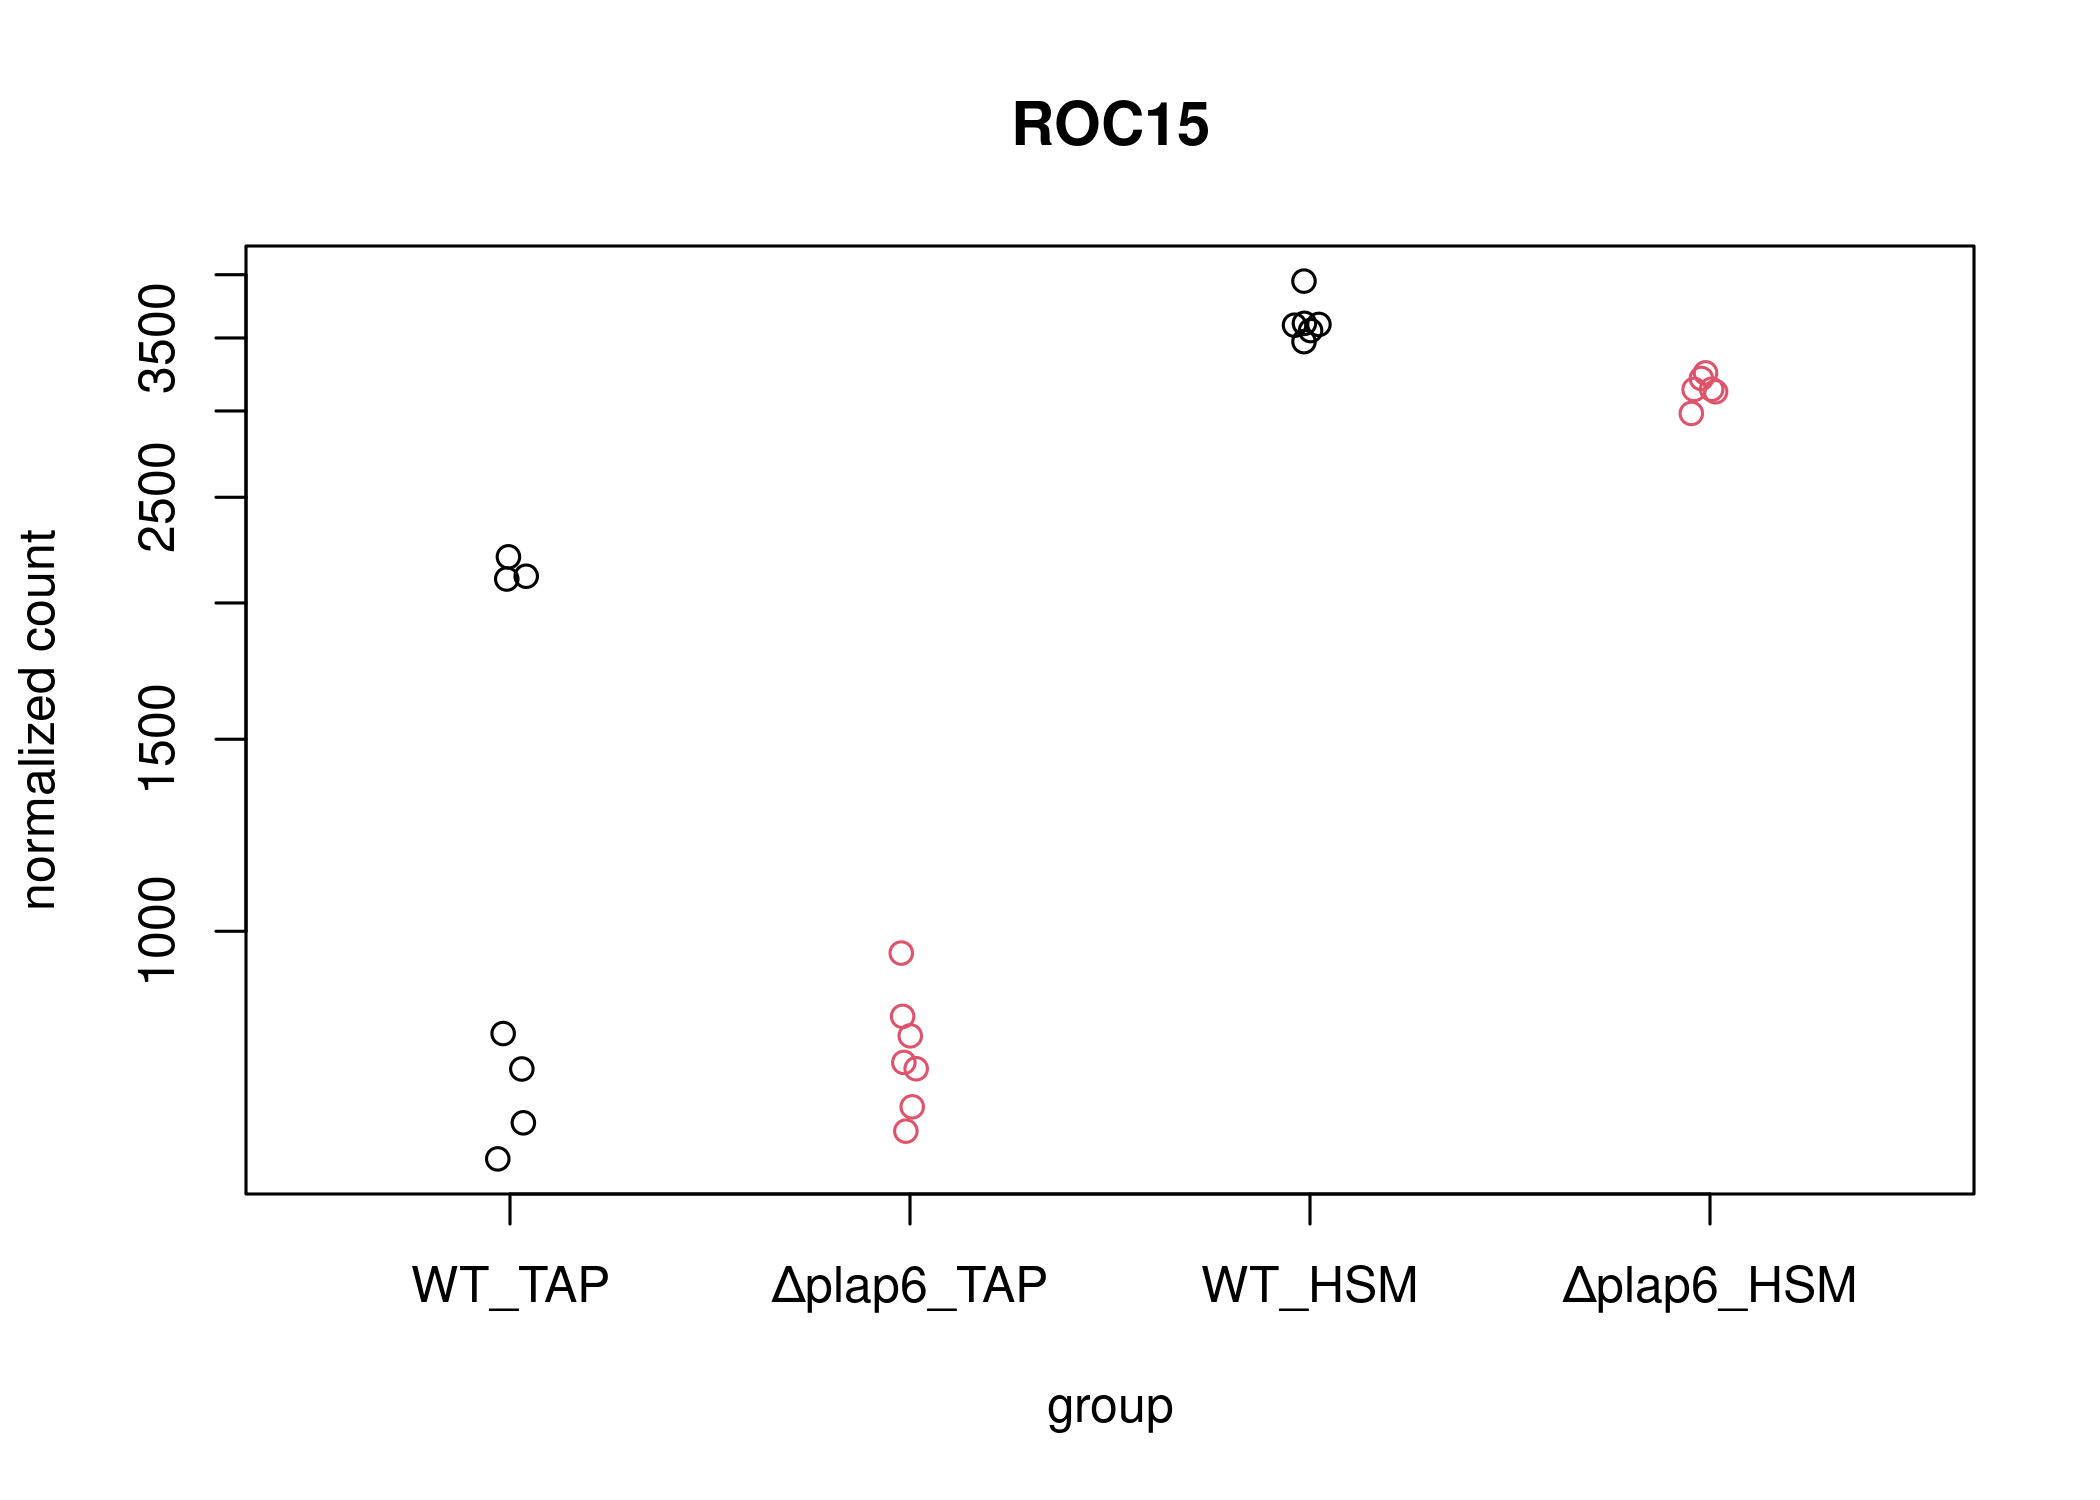 ROC15
3500
2500
1500
1000
normalized count
WT_TAP Δplap6_TAP WT_HSM Δplap6_HSM
group